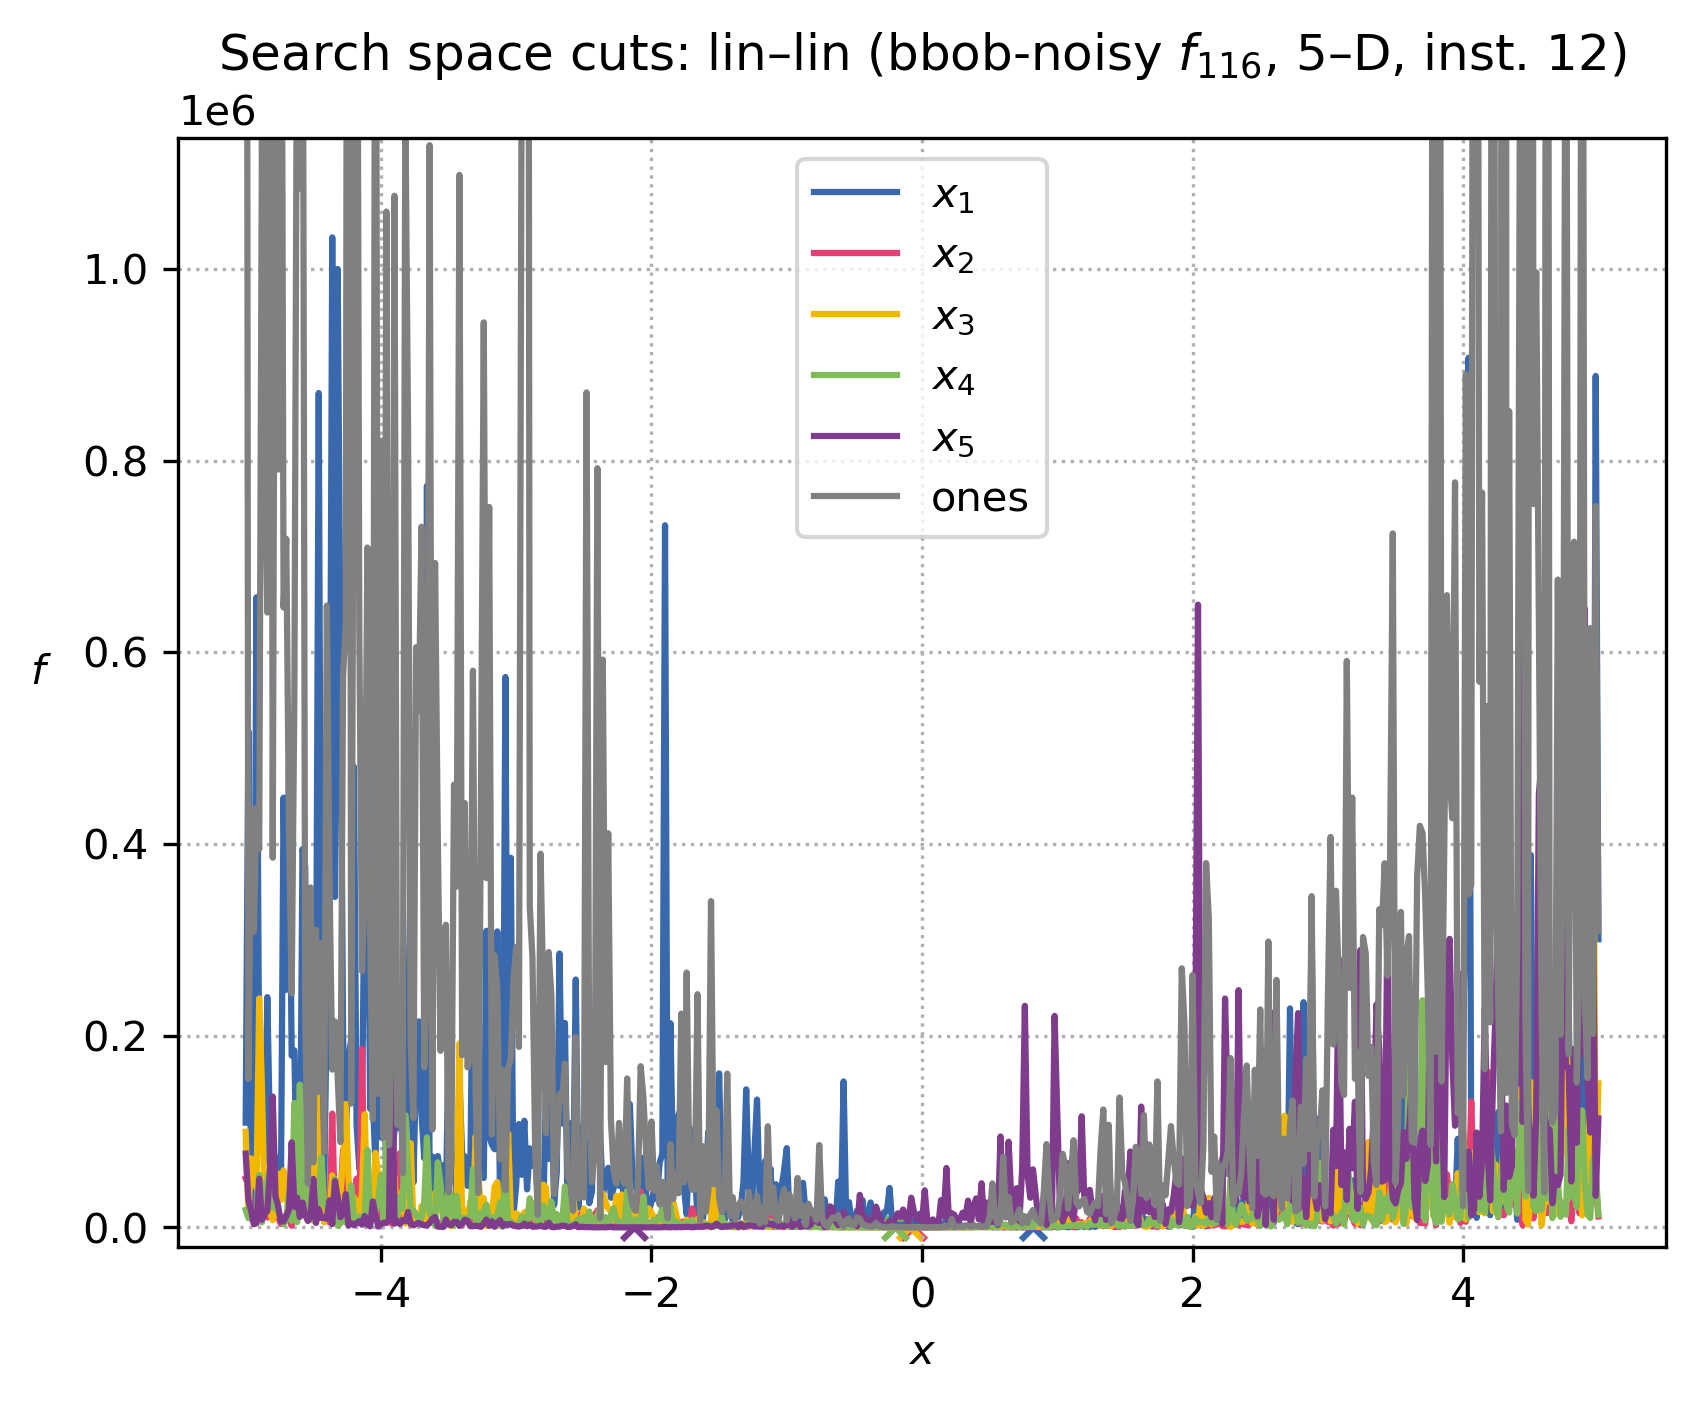 Search space cuts: lin–lin (bbob-noisy f₁₁₆, 5–D, inst. 12)
1e6
1.0
0.8
0.6
0.4
0.2
0.0
f
x₁
x₂
x₃
x₄
x₅
ones
−4 −2 0 2 4
x